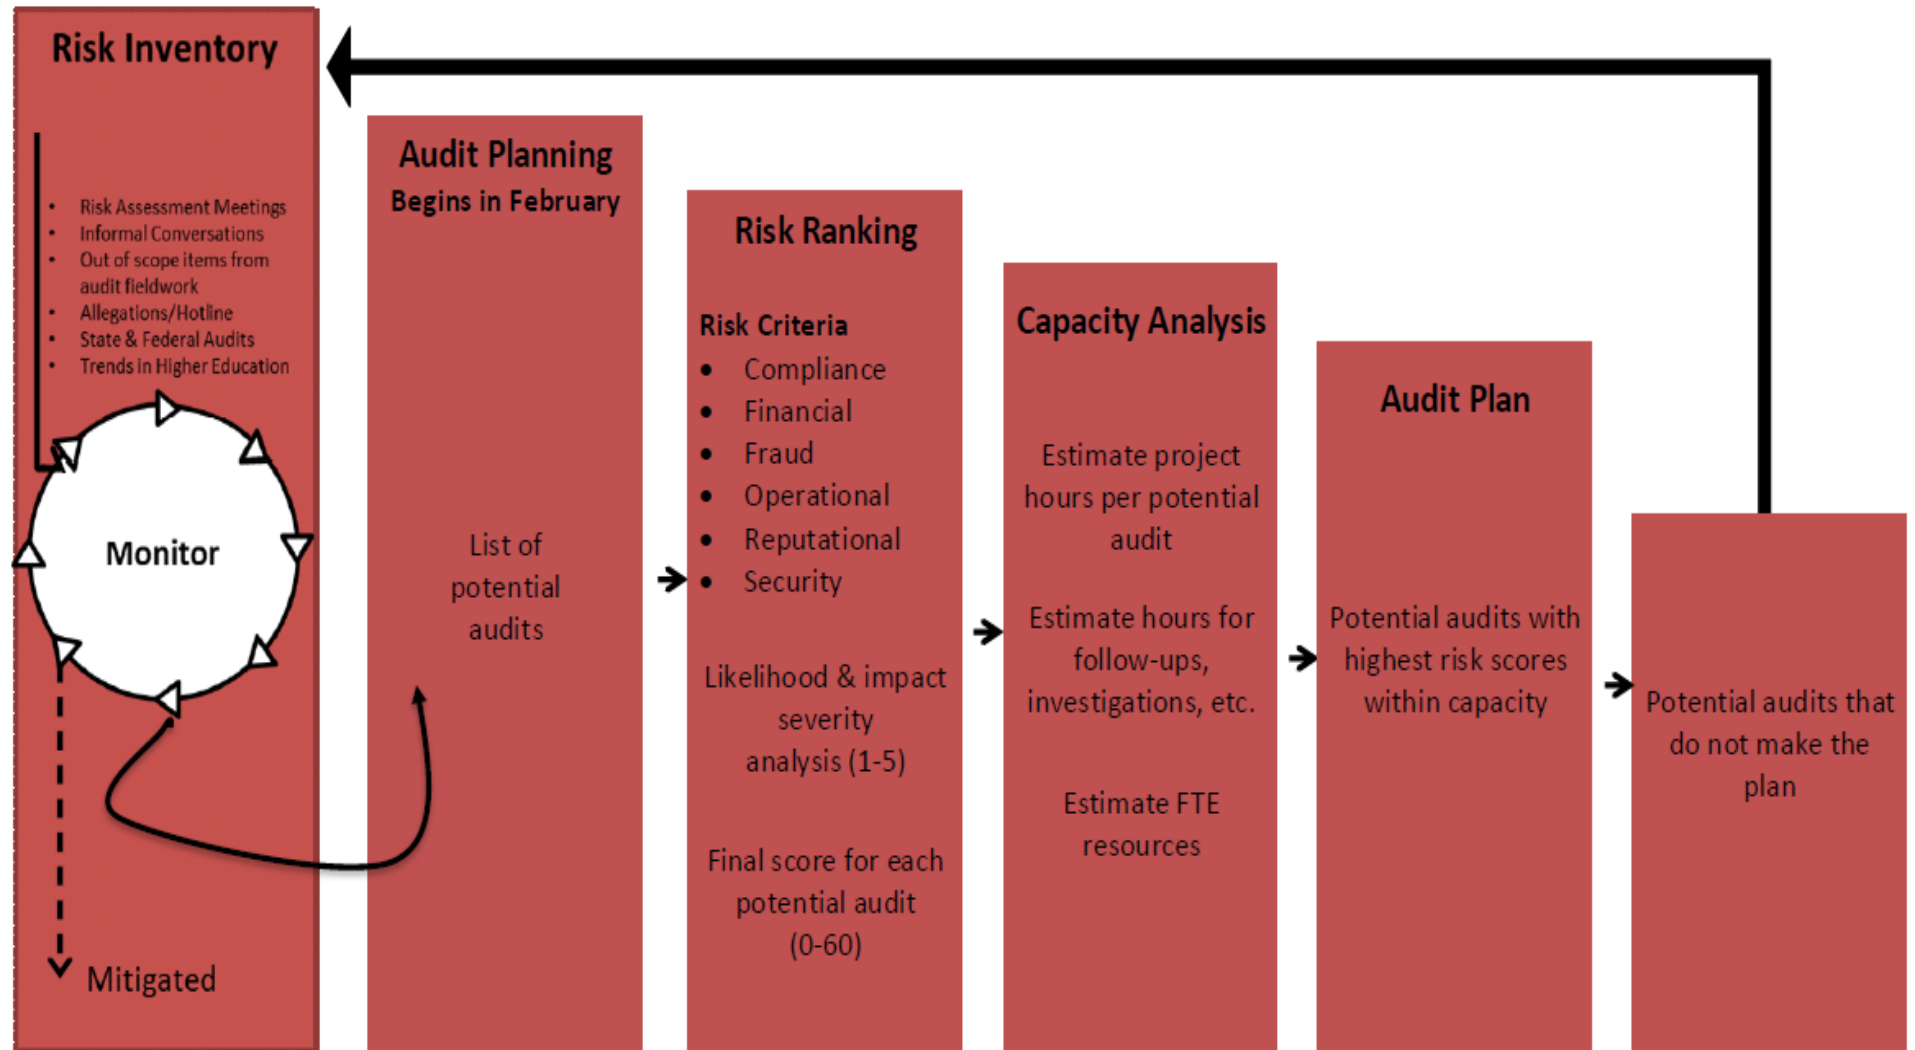 Risk Inventory
• Risk Assessment Meetings
• Informal Conversations
• Out of scope items from
audit fieldwork
• Allegations/Hotline
• State & Federal Audits
• Trends in Higher Education
Monitor
Mitigated
Audit Planning
Begins in February
List of
potential
audits
Risk Ranking
Risk Criteria
• Compliance
• Financial
• Fraud
• Operational
• Reputational
• Security
Likelihood & impact
severity
analysis (1-5)
Final score for each
potential audit
(0-60)
Capacity Analysis
Estimate project
hours per potential
audit
Estimate hours for
follow-ups,
investigations, etc.
Estimate FTE
resources
Audit Plan
Potential audits with
highest risk scores
within capacity
Potential audits that
do not make the
plan